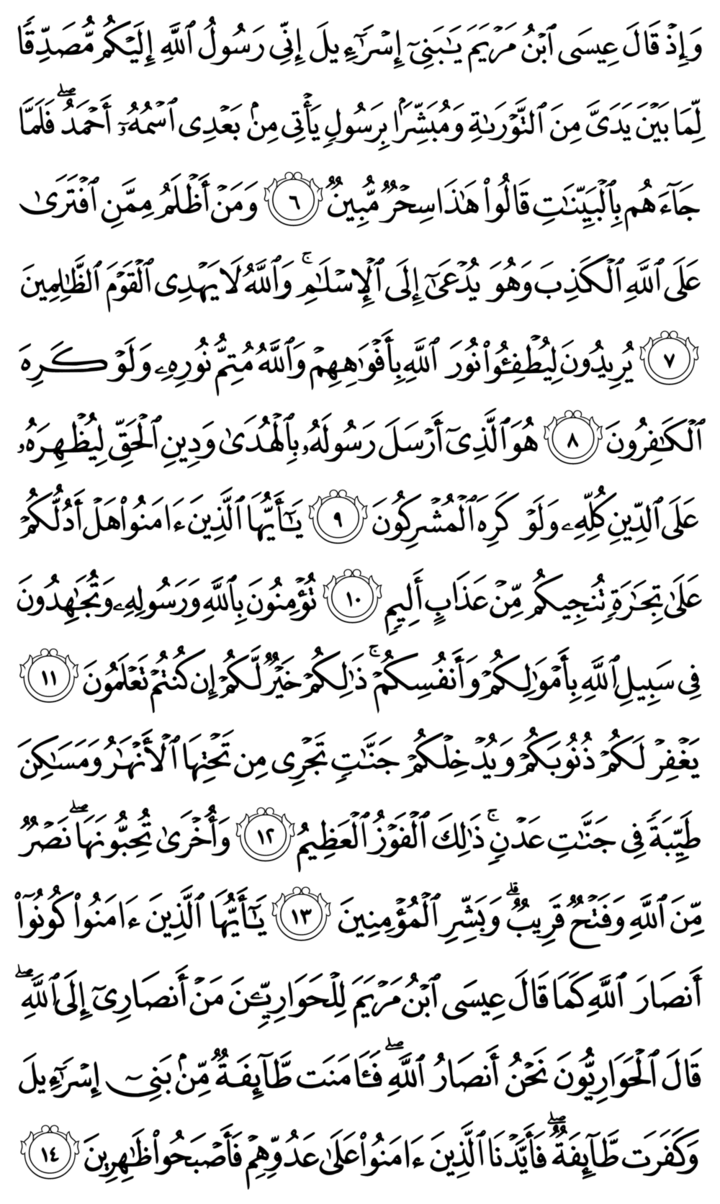 وَإِذۡ قَالَ عِيسَى ٱبۡنُ مَرۡيَمَ يَٰبَنِيٓ إِسۡرَٰٓءِيلَ إِنِّي رَسُولُ ٱللَّهِ إِلَيۡكُم مُّصَدِّقٗا
لِّمَا بَيۡنَ يَدَيَّ مِنَ ٱلتَّوۡرَىٰةِ وَمُبَشِّرَۢا بِرَسُولٖ يَأۡتِي مِنۢ بَعۡدِي ٱسۡمُهُۥٓ أَحۡمَدُۖ فَلَمَّا
جَآءَهُم بِٱلۡبَيِّنَٰتِ قَالُواْ هَٰذَا سِحۡرٞ مُّبِينٞ ٦ وَمَنۡ أَظۡلَمُ مِمَّنِ ٱفۡتَرَىٰ
عَلَى ٱللَّهِ ٱلۡكَذِبَ وَهُوَ يُدۡعَىٰٓ إِلَى ٱلۡإِسۡلَٰمِۚ وَٱللَّهُ لَا يَهۡدِي ٱلۡقَوۡمَ ٱلظَّٰلِمِينَ
٧ يُرِيدُونَ لِيُطۡفِـُٔواْ نُورَ ٱللَّهِ بِأَفۡوَٰهِهِمۡ وَٱللَّهُ مُتِمُّ نُورِهِۦ وَلَوۡ كَرِهَ
ٱلۡكَٰفِرُونَ ٨ هُوَ ٱلَّذِيٓ أَرۡسَلَ رَسُولَهُۥ بِٱلۡهُدَىٰ وَدِينِ ٱلۡحَقِّ لِيُظۡهِرَهُۥ
عَلَى ٱلدِّينِ كُلِّهِۦ وَلَوۡ كَرِهَ ٱلۡمُشۡرِكُونَ ٩ يَٰٓأَيُّهَا ٱلَّذِينَ ءَامَنُواْ هَلۡ أَدُلُّكُمۡ
عَلَىٰ تِجَٰرَةٖ تُنجِيكُم مِّنۡ عَذَابٍ أَلِيمٖ ١٠ تُؤۡمِنُونَ بِٱللَّهِ وَرَسُولِهِۦ وَتُجَٰهِدُونَ
فِي سَبِيلِ ٱللَّهِ بِأَمۡوَٰلِكُمۡ وَأَنفُسِكُمۡۚ ذَٰلِكُمۡ خَيۡرٞ لَّكُمۡ إِن كُنتُمۡ تَعۡلَمُونَ ١١
يَغۡفِرۡ لَكُمۡ ذُنُوبَكُمۡ وَيُدۡخِلۡكُمۡ جَنَّٰتٖ تَجۡرِي مِن تَحۡتِهَا ٱلۡأَنۡهَٰرُ وَمَسَٰكِنَ
طَيِّبَةٗ فِي جَنَّٰتِ عَدۡنٖۚ ذَٰلِكَ ٱلۡفَوۡزُ ٱلۡعَظِيمُ ١٢ وَأُخۡرَىٰ تُحِبُّونَهَاۖ نَصۡرٞ
مِّنَ ٱللَّهِ وَفَتۡحٞ قَرِيبٞۗ وَبَشِّرِ ٱلۡمُؤۡمِنِينَ ١٣ يَٰٓأَيُّهَا ٱلَّذِينَ ءَامَنُواْ كُونُوٓاْ
أَنصَارَ ٱللَّهِ كَمَا قَالَ عِيسَى ٱبۡنُ مَرۡيَمَ لِلۡحَوَارِيِّـۧنَ مَنۡ أَنصَارِيٓ إِلَى ٱللَّهِۖ
قَالَ ٱلۡحَوَارِيُّونَ نَحۡنُ أَنصَارُ ٱللَّهِۖ فَـَٔامَنَت طَّآئِفَةٞ مِّنۢ بَنِيٓ إِسۡرَٰٓءِيلَ
وَكَفَرَت طَّآئِفَةٞۖ فَأَيَّدۡنَا ٱلَّذِينَ ءَامَنُواْ عَلَىٰ عَدُوِّهِمۡ فَأَصۡبَحُواْ ظَٰهِرِينَ ١٤